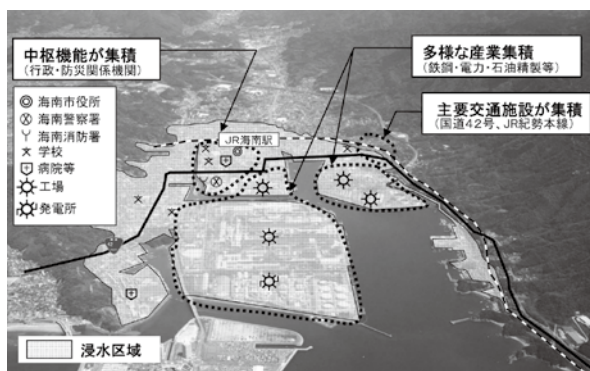 中枢機能が集積
(行政・防災関係機関)
多様な産業集積
(鉄鋼・電力・石油精製等)
主要交通施設が集積
(国道42号、JR紀勢本線)
海南市役所
海南警察署
海南消防署
学校
病院等
工場
発電所
JR海南駅
浸水区域